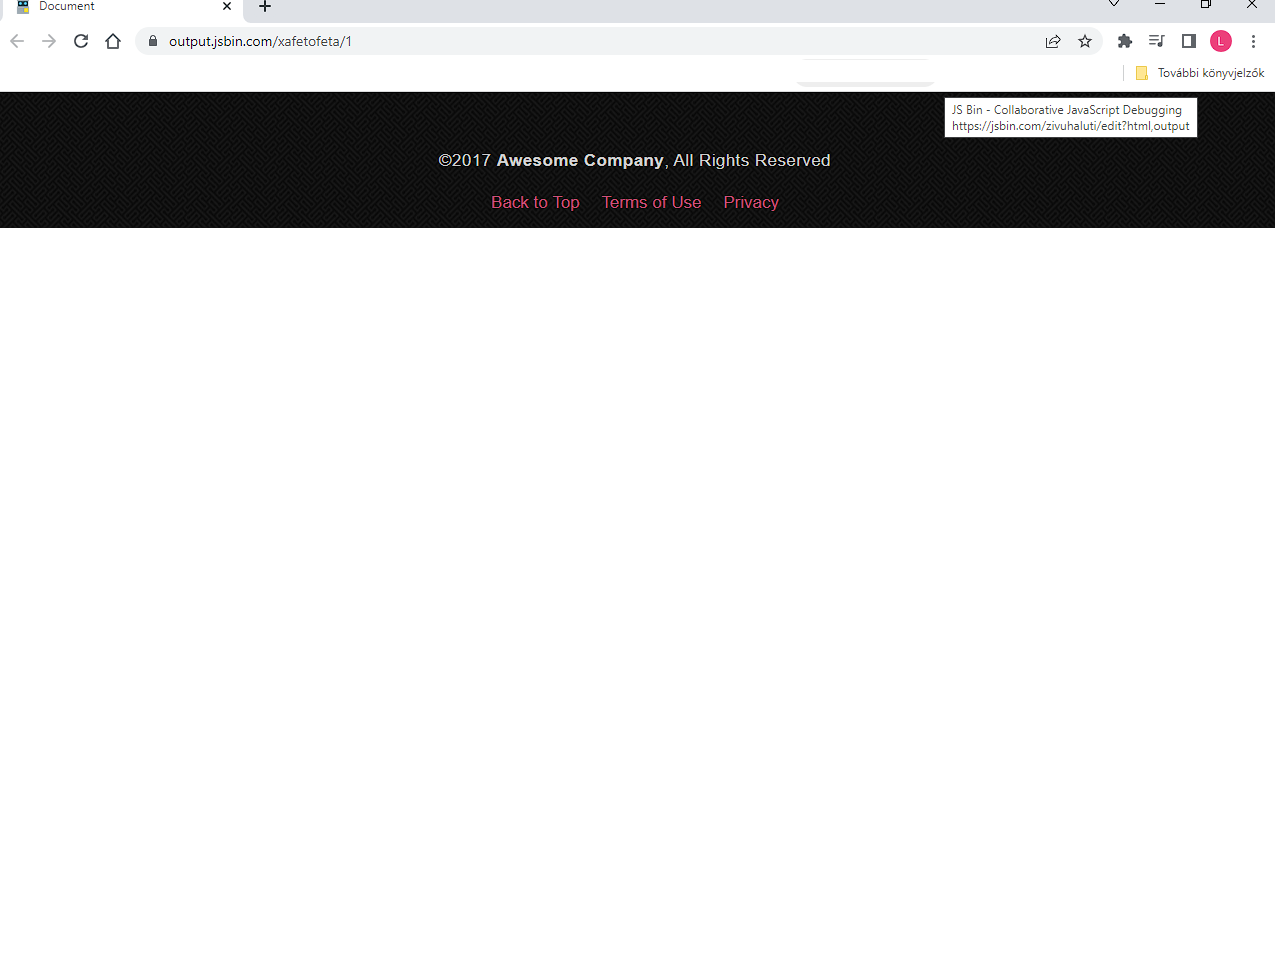 Document
output.jsbin.com/xafetofeta/1
L
További könyvjelzők
JS Bin - Collaborative JavaScript Debugging
https://jsbin.com/zivuhaluti/edit?html,output
©2017 Awesome Company, All Rights Reserved
Back to Top Terms of Use Privacy